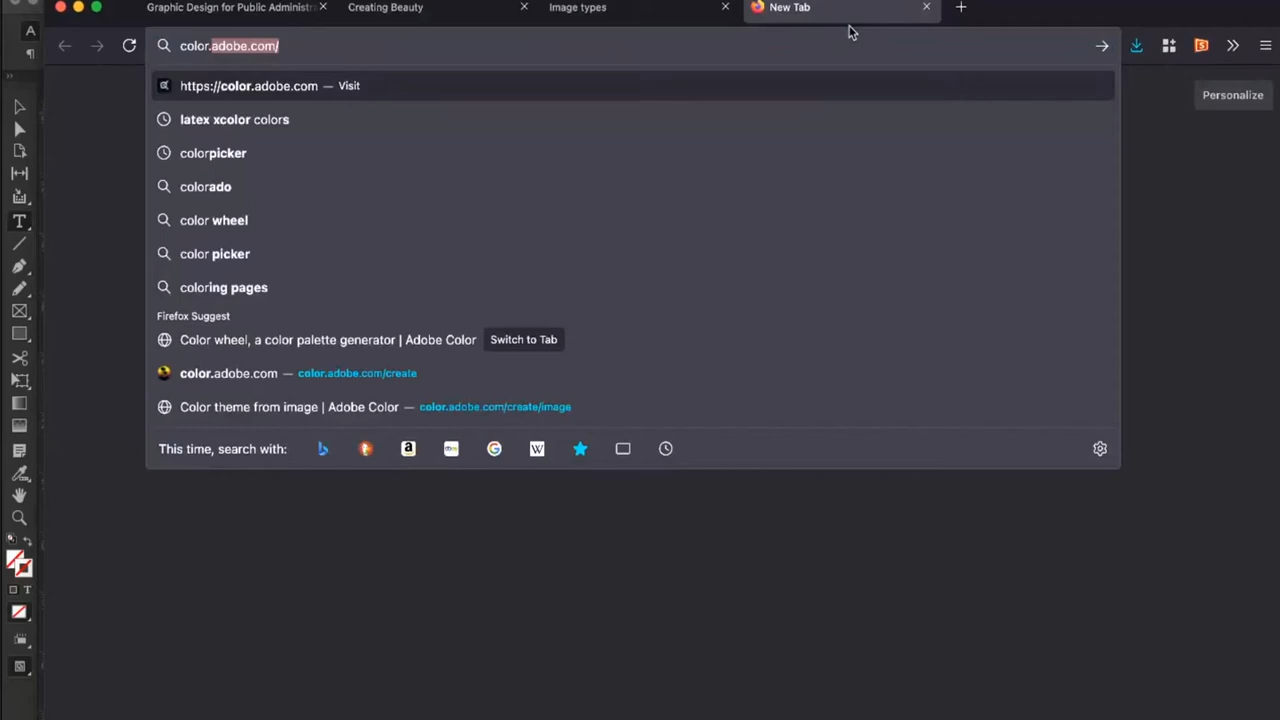 Graphic Design for Public Administr
Creating Beauty
Image types
New Tab
color.adobe.com/
https://color.adobe.com — Visit
Personalize
latex xcolor colors
colorpicker
colorado
color wheel
color picker
coloring pages
Firefox Suggest
Color wheel, a color palette generator | Adobe Color Switch to Tab
color.adobe.com — color.adobe.com/create
Color theme from image | Adobe Color — color.adobe.com/create/image
This time, search with: